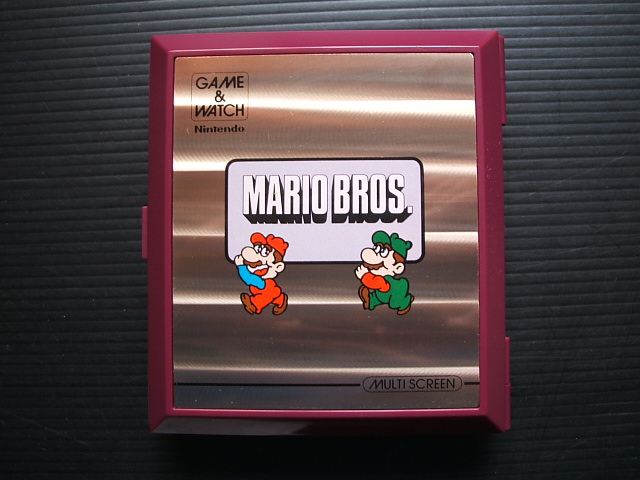 GAME
&
WATCH
Nintendo
MARIO BROS.
MULTI SCREEN